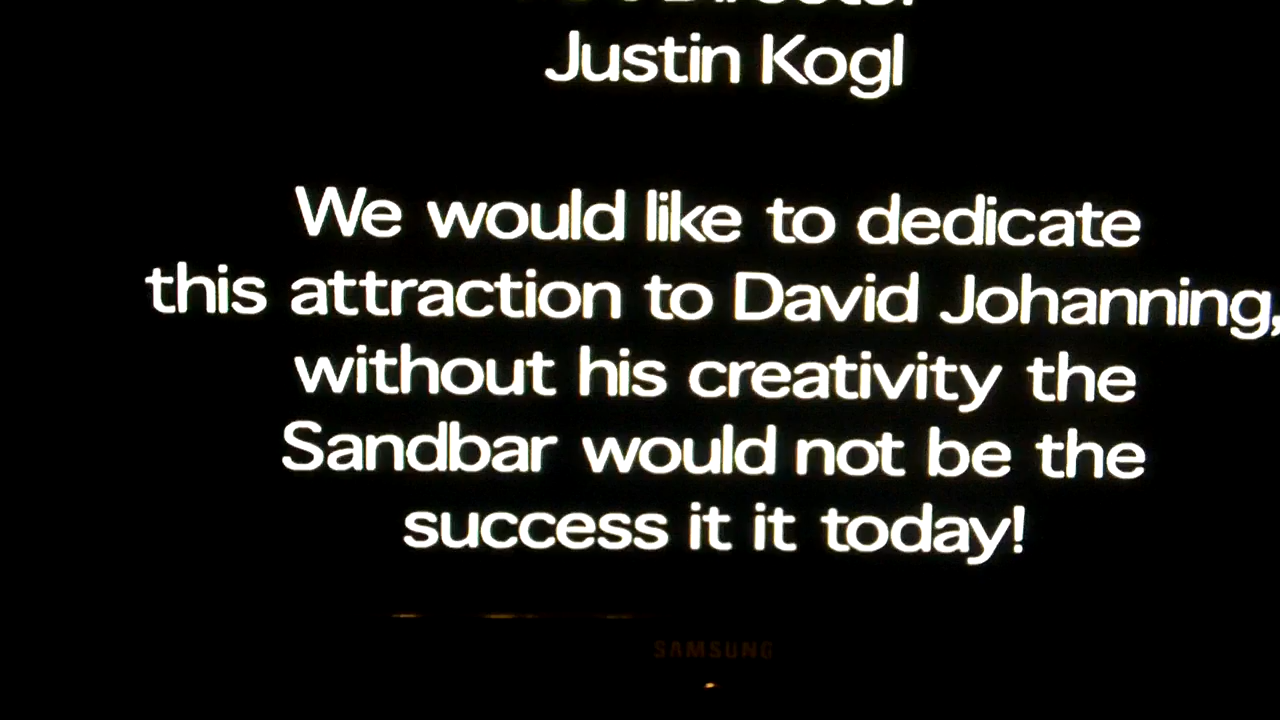 Director
Justin Kogl
We would like to dedicate
this attraction to David Johanning,
without his creativity the
Sandbar would not be the
success it it today!
SAMSUNG